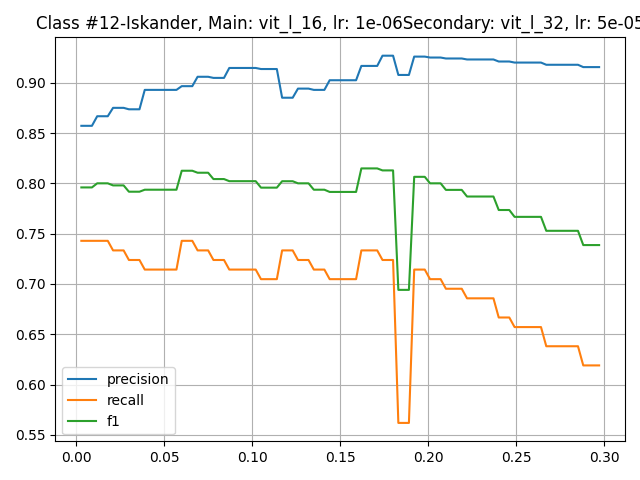 Class #12-Iskander, Main: vit_l_16, lr: 1e-06Secondary: vit_l_32, lr: 5e-05
0.90
0.85
0.80
0.75
0.70
0.65
0.60
0.55
precision
recall
f1
0.00 0.05 0.10 0.15 0.20 0.25 0.30